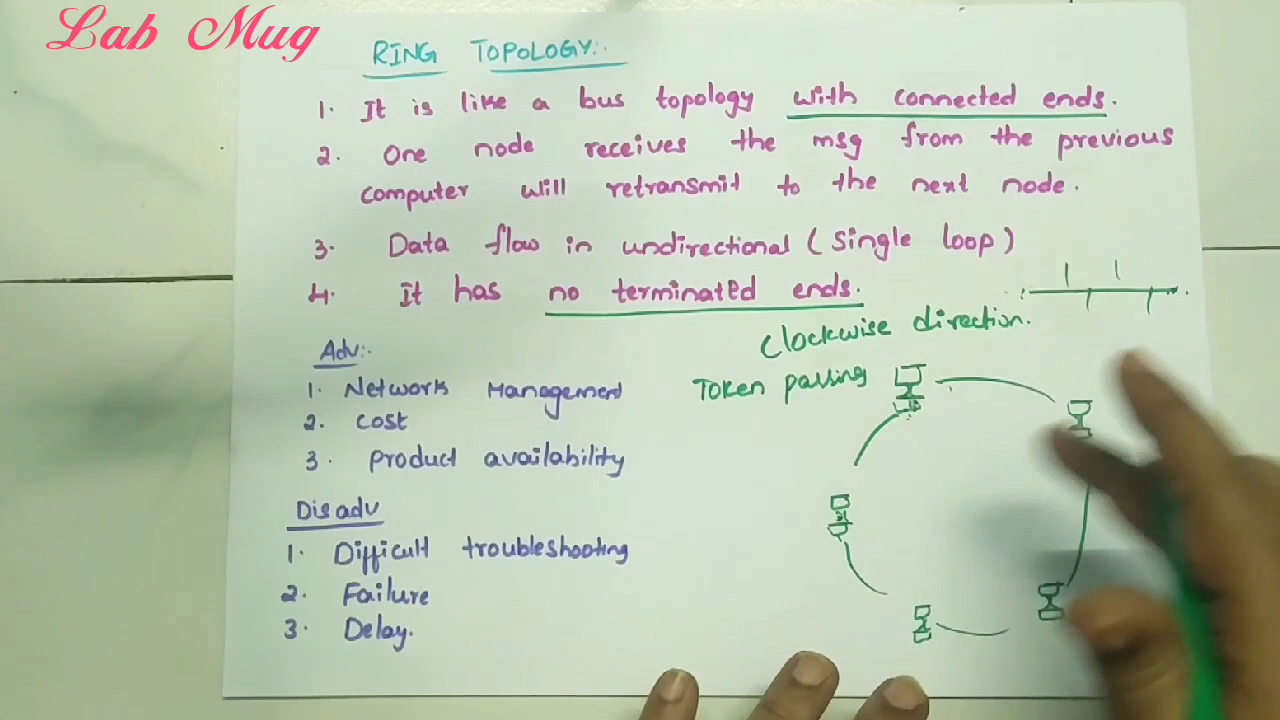 Lab Mug
RING TOPOLOGY:.
1. It is like a bus topology with connected ends.
2. One node receives the msg from the previous
computer will retransmit to the next node.
3. Data flow in undirectional (Single loop)
4. It has no terminated ends.
Clockwise direction.
Token passing
Adv:.
1. Network Management
2. Cost
3. Product availability
Disadv
1. Difficult troubleshooting
2. Failure
3. Delay.